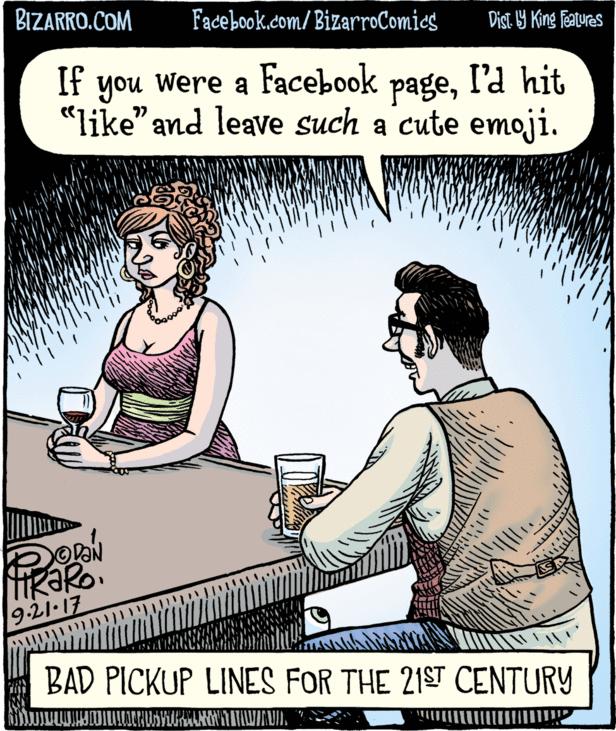 BIZARRO.COM Facebook.com/BizarroComics Dist. by King Features
If you were a Facebook page, I'd hit
"like" and leave such a cute emoji.
©DAN
PIRARO.
9.21.17
BAD PICKUP LINES FOR THE 21ST CENTURY